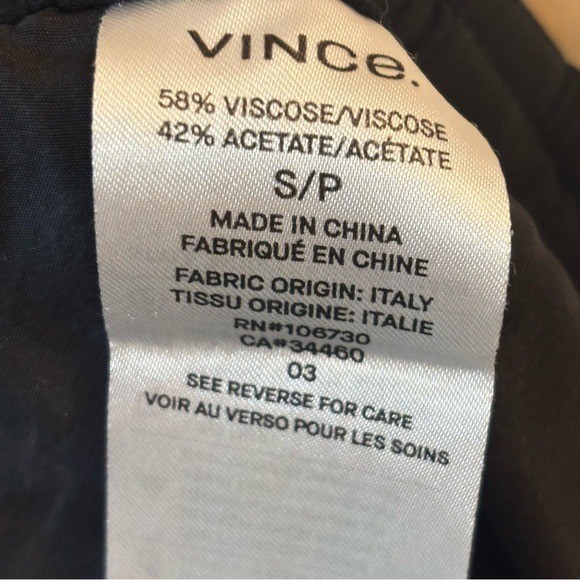 VINCe.
58% VISCOSE/VISCOSE
42% ACETATE/ACÉTATE
S/P
MADE IN CHINA
FABRIQUÉ EN CHINE
FABRIC ORIGIN: ITALY
TISSU ORIGINE: ITALIE
RN#106730
CA#34460
03
SEE REVERSE FOR CARE
VOIR AU VERSO POUR LES SOINS